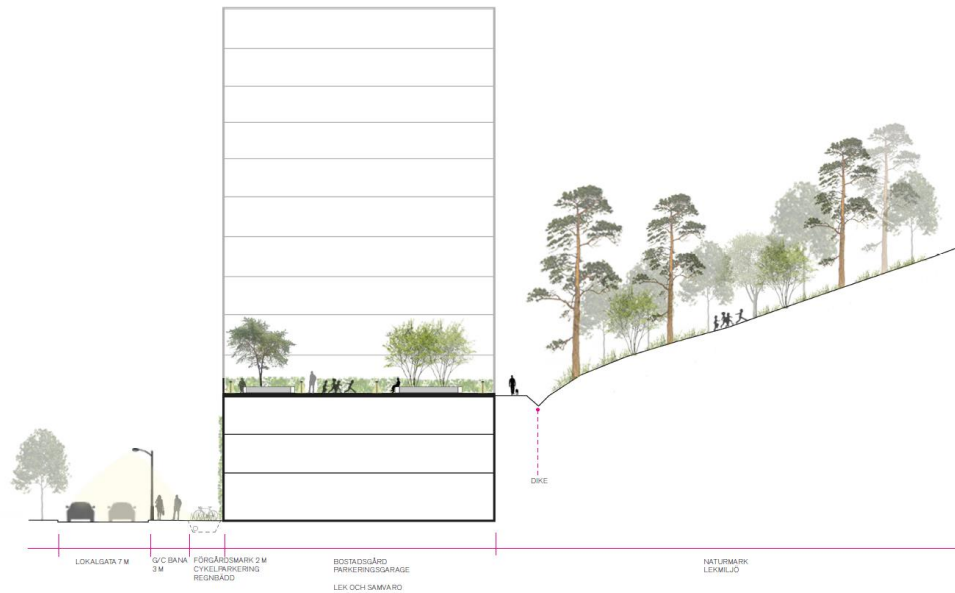 DIKE
LOKALGATA 7 M
G/C BANA
3 M
FÖRGÅRDSMARK 2 M
CYKELPARKERING
REGNBÄDD
BOSTADSGÅRD
PARKERINGSGARAGE
LEK OCH SAMVARO
NATURMARK
LEKMILJÖ